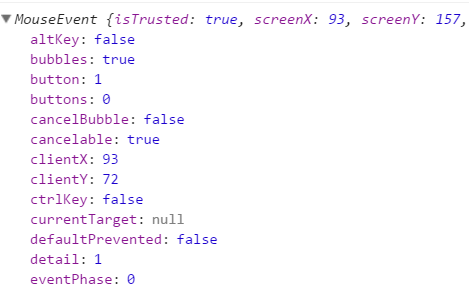 ▼MouseEvent {isTrusted: true, screenX: 93, screenY: 157,
altKey: false
bubbles: true
button: 1
buttons: 0
cancelBubble: false
cancelable: true
clientX: 93
clientY: 72
ctrlKey: false
currentTarget: null
defaultPrevented: false
detail: 1
eventPhase: 0